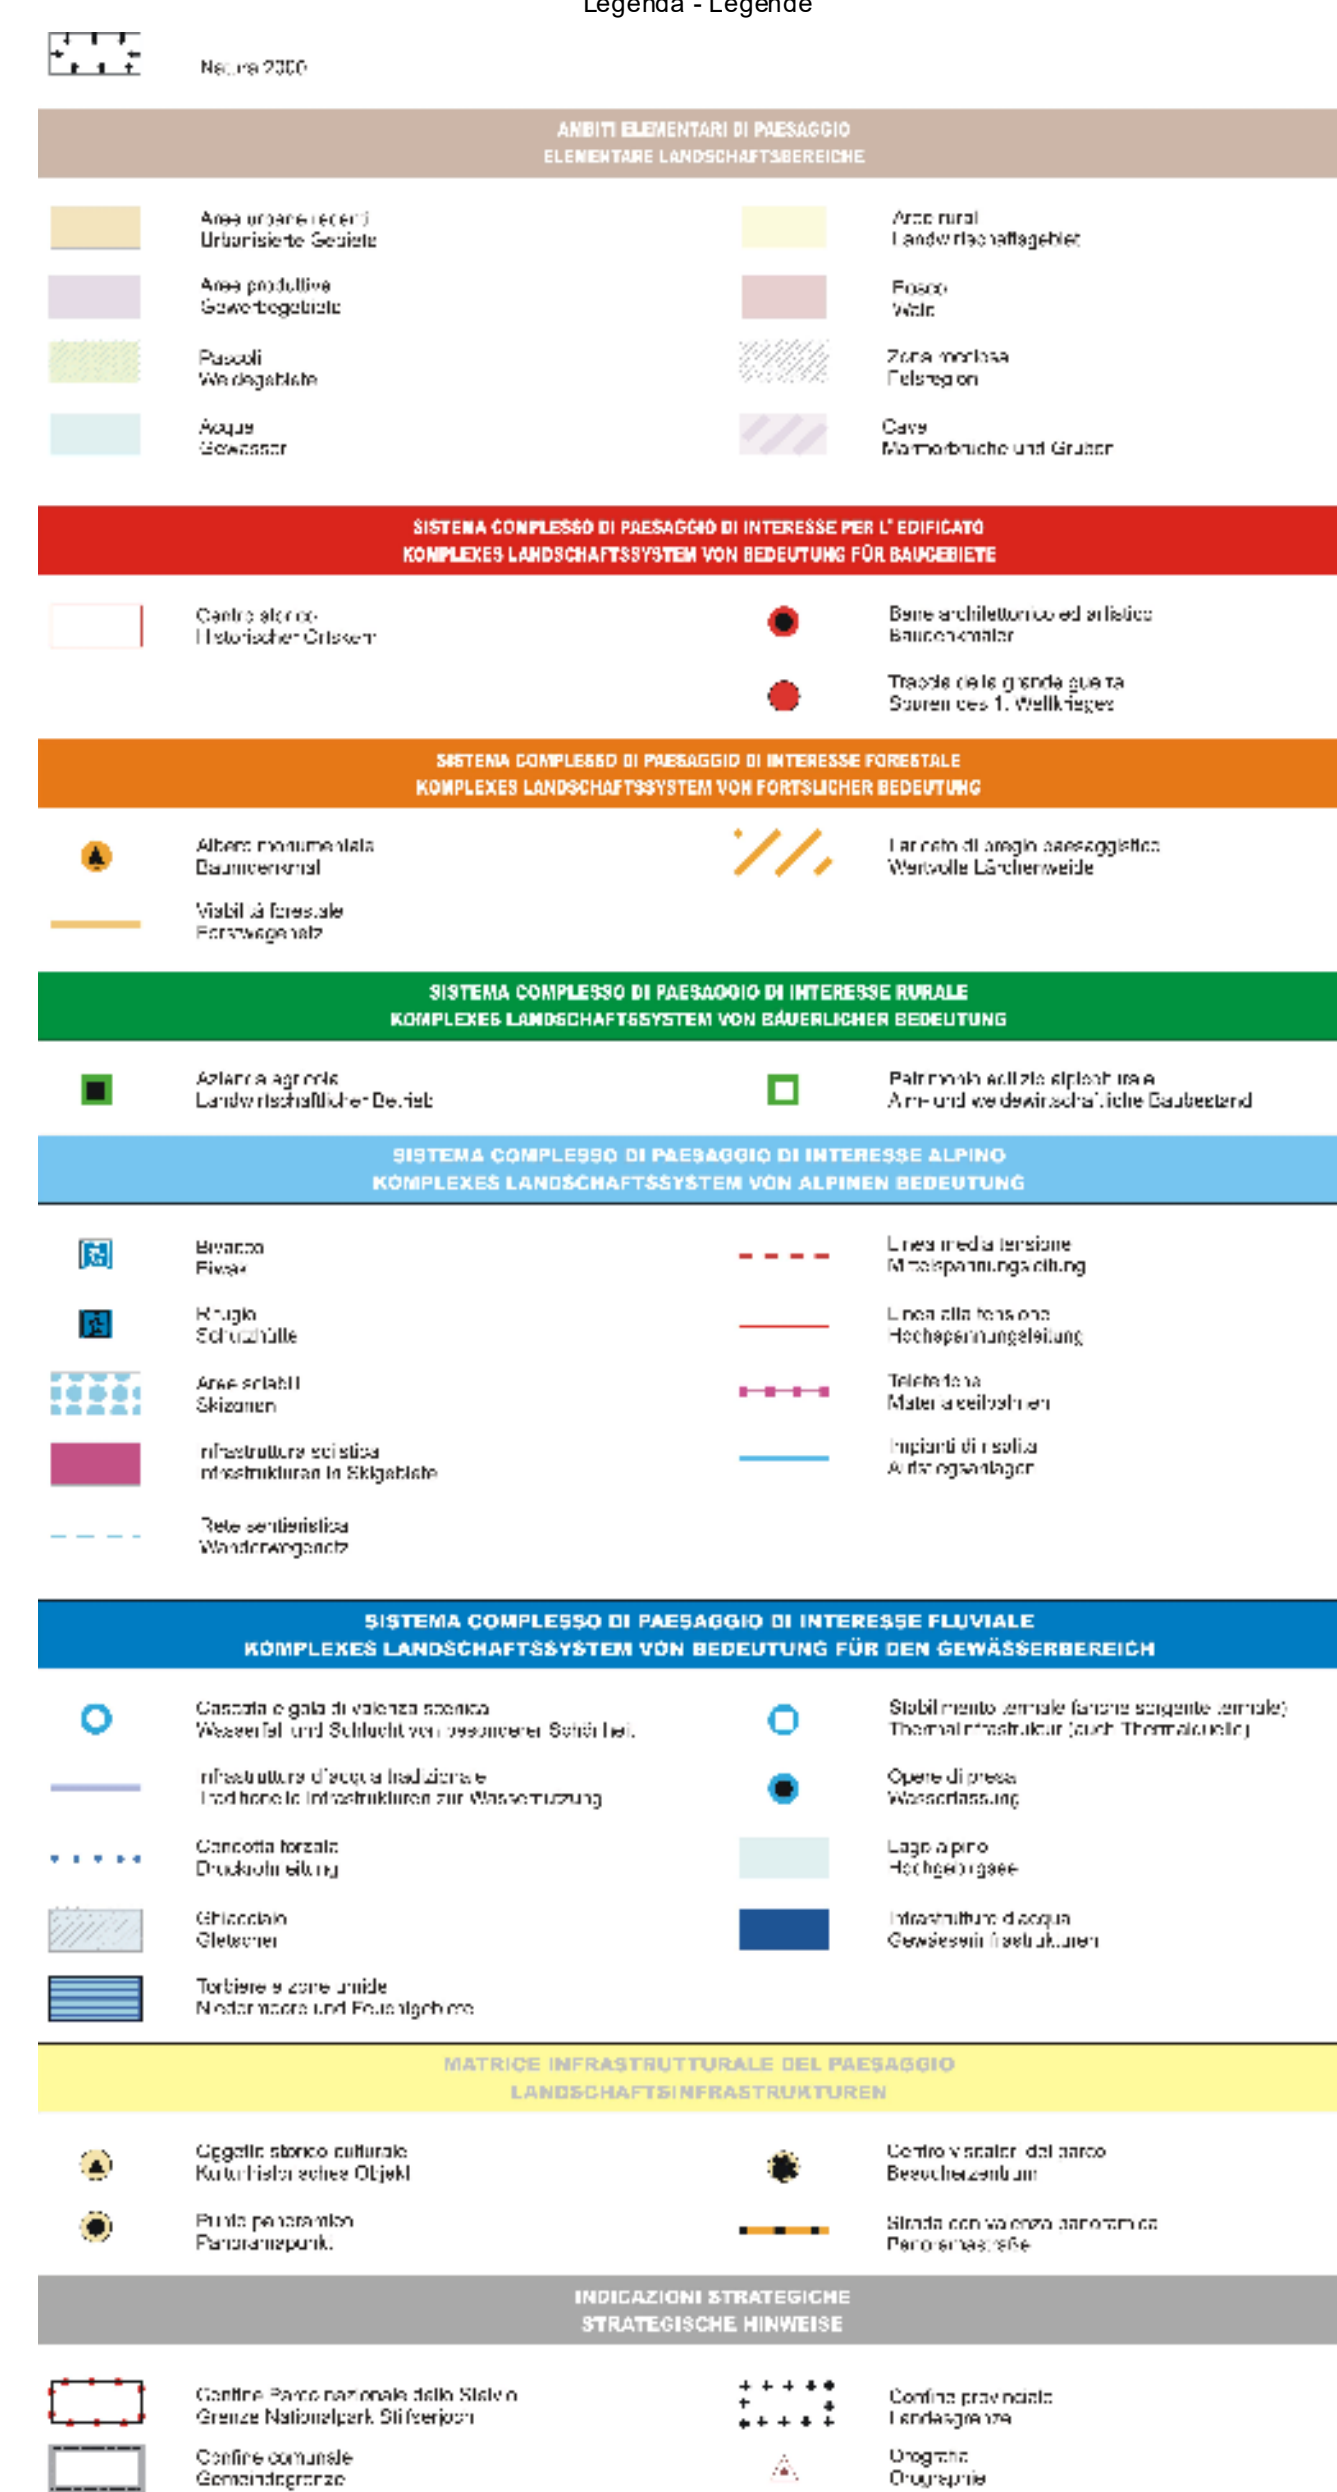 Legenda - Legende
Natura 2000
AMBITI ELEMENTARI DI PAESAGGIO
ELEMENTARE LANDSCHAFTSBEREICHE
Aree urbane recenti
Urbanisierte Gebiete
Aree rurali
Landwirtschaftsgebiet
Aree produttive
Gewerbegebiete
Bosco
Wald
Pascoli
Weidegebiete
Zona rocciosa
Felsregion
Acque
Gewässer
Cave
Marmorbrüche und Gruben
SISTEMA COMPLESSO DI PAESAGGIO DI INTERESSE PER L' EDIFICATO
KOMPLEXES LANDSCHAFTSSYSTEM VON BEDEUTUNG FÜR BAUGEBIETE
Centro storico
Historischer Ortskern
Bene architettonico ed artistico
Baudenkmäler
Traccie della grande guerra
Spuren des 1. Weltkrieges
SISTEMA COMPLESSO DI PAESAGGIO DI INTERESSE FORESTALE
KOMPLEXES LANDSCHAFTSSYSTEM VON FORTSLICHER BEDEUTUNG
Albero monumentale
Baumdenkmal
Lariceto di pregio paesaggistico
Wertvolle Lärchenweide
Viabilità forestale
Forstwegenetz
SISTEMA COMPLESSO DI PAESAGGIO DI INTERESSE RURALE
KOMPLEXES LANDSCHAFTSSYSTEM VON BÄUERLICHER BEDEUTUNG
Azienda agricola
Landwirtschaftlicher Betrieb
Patrimonio edilizio alpicolturale
Alm- und weidewirtschaftliche Baubestand
SISTEMA COMPLESSO DI PAESAGGIO DI INTERESSE ALPINO
KOMPLEXES LANDSCHAFTSSYSTEM VON ALPINEN BEDEUTUNG
Bivacco
Biwak
Linea media tensione
Mittelspannungsleitung
Rifugio
Schutzhütte
Linea alta tensione
Hochspannungsleitung
Aree sciabili
Skizonen
Teleferica
Materialseilbahnen
Infrastruttura sciistica
Infrastrukturen in Skigebiete
Impianti di risalita
Aufstiegsanlagen
Rete sentieristica
Wanderwegenetz
SISTEMA COMPLESSO DI PAESAGGIO DI INTERESSE FLUVIALE
KOMPLEXES LANDSCHAFTSSYSTEM VON BEDEUTUNG FÜR DEN GEWÄSSERBEREICH
Cascata e gola di valenza scenica
Wasserfall und Schlucht von besonderer Schönheit
Stabilimento termale (anche sorgente termale)
Thermalinfrastruktur (auch Thermalquelle)
Infrastruttura d'acqua tradizionale
Traditionelle Infrastrukturen zur Wassernutzung
Opere di presa
Wasserfassung
Condotta forzata
Druckrohrleitung
Lago alpino
Hochgebirgsee
Ghiacciaio
Gletscher
Infrastrutture d'acqua
Gewässerinfrastrukturen
Torbiere e zone umide
Niedermoore und Feuchtgebiete
MATRICE INFRASTRUTTURALE DEL PAESAGGIO
LANDSCHAFTSINFRASTRUKTUREN
Oggetto storico culturale
Kulturhistorisches Objekt
Centro visitatori del parco
Besucherzentrum
Punto panoramico
Panoramapunkt
Strada con valenza panoramica
Panoramastraße
INDICAZIONI STRATEGICHE
STRATEGISCHE HINWEISE
Confine Parco nazionale dello Stelvio
Grenze Nationalpark Stilfserjoch
Confine provinciale
Landesgrenze
Confine comunale
Gemeindegrenze
Orografia
Orographie